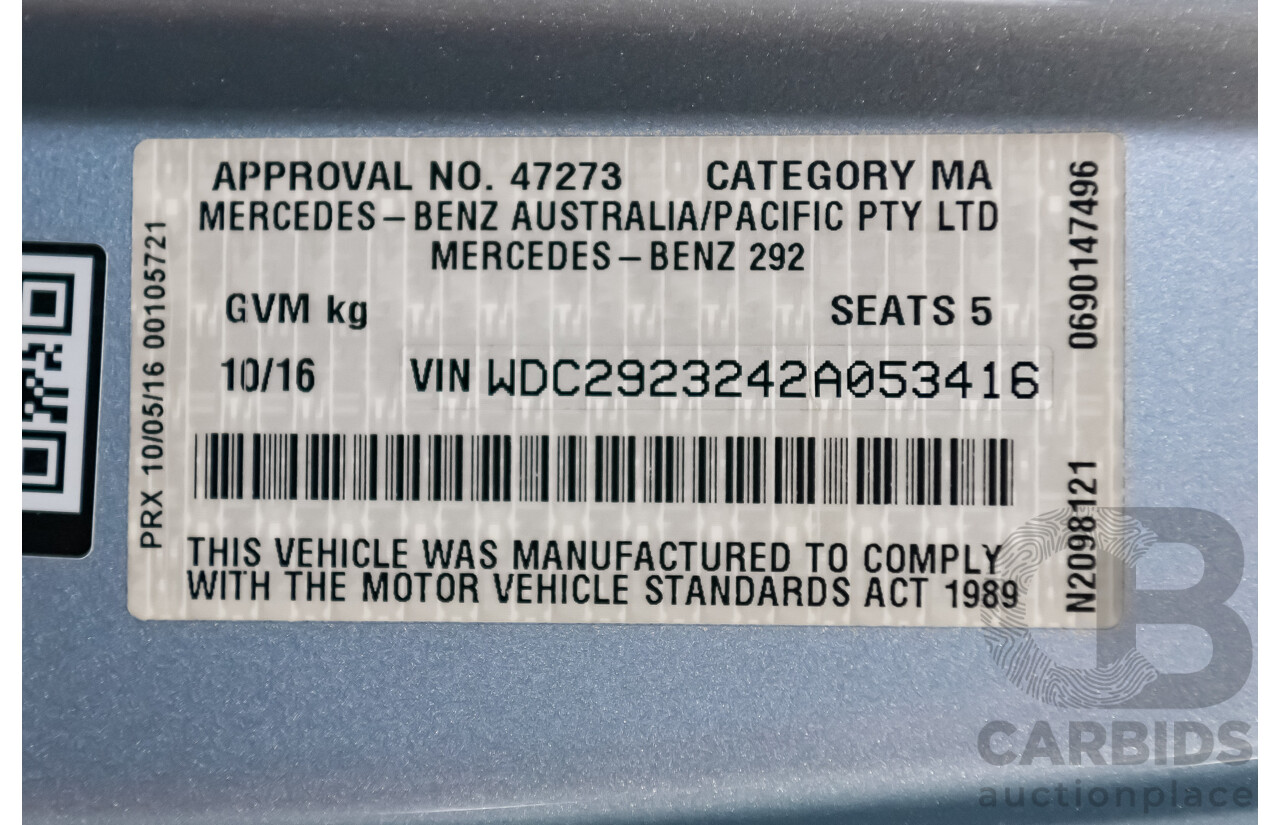 APPROVAL NO. 47273 CATEGORY MA
MERCEDES-BENZ AUSTRALIA/PACIFIC PTY LTD
MERCEDES-BENZ 292
GVM kg SEATS 5
10/16 VIN WDC2923242A053416
THIS VEHICLE WAS MANUFACTURED TO COMPLY
WITH THE MOTOR VEHICLE STANDARDS ACT 1989
PRX 10/05/16 00105721
0690147496
N2098121
CB
CARBIDS
auctionplace